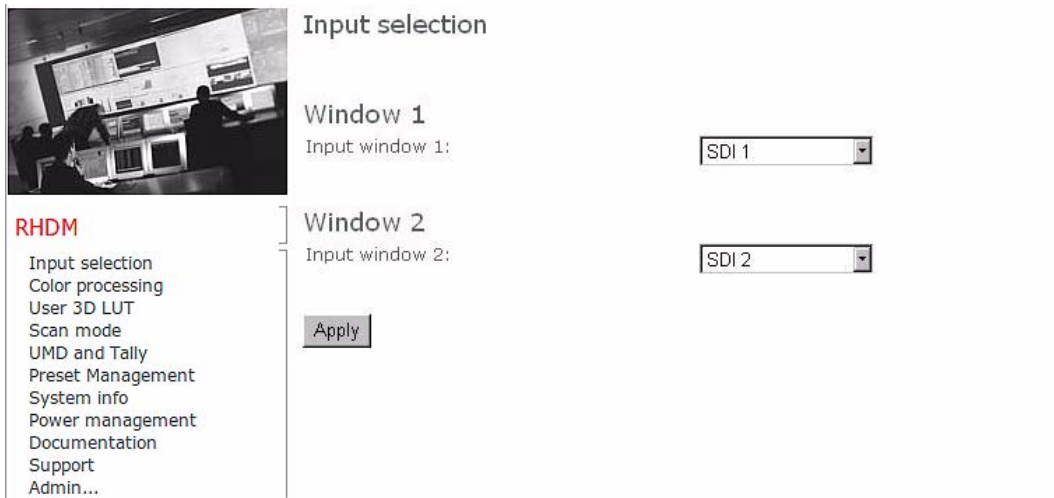 Input selection
Window 1
Input window 1:
SDI 1
Window 2
Input window 2:
SDI 2
Apply
RHDM
Input selection
Color processing
User 3D LUT
Scan mode
UMD and Tally
Preset Management
System info
Power management
Documentation
Support
Admin...